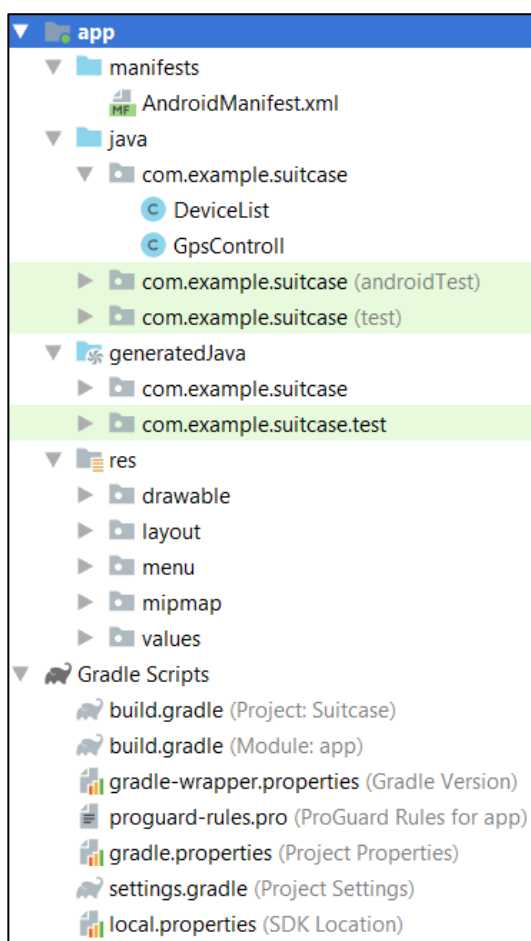 app
manifests
MF AndroidManifest.xml
java
com.example.suitcase
C DeviceList
C GpsControll
com.example.suitcase (androidTest)
com.example.suitcase (test)
generatedJava
com.example.suitcase
com.example.suitcase.test
res
drawable
layout
menu
mipmap
values
Gradle Scripts
build.gradle (Project: Suitcase)
build.gradle (Module: app)
gradle-wrapper.properties (Gradle Version)
proguard-rules.pro (ProGuard Rules for app)
gradle.properties (Project Properties)
settings.gradle (Project Settings)
local.properties (SDK Location)